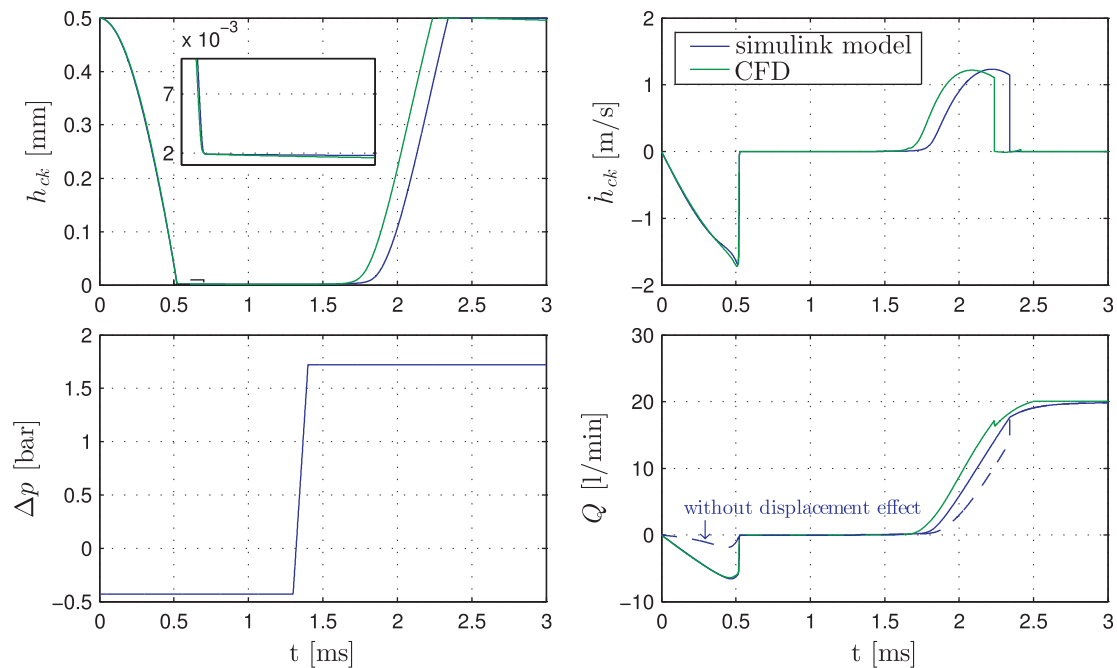 0.5
0.4
0.3
0.2
0.1
0
h_ck [mm]
x 10⁻³
7
2
0 0.5 1 1.5 2 2.5 3
2
1
0
−1
−2
ḣ_ck [m/s]
simulink model
CFD
0 0.5 1 1.5 2 2.5 3
2
1.5
1
0.5
0
−0.5
Δp [bar]
0 0.5 1 1.5 2 2.5 3
t [ms]
30
20
10
0
−10
Q [l/min]
without displacement effect
0 0.5 1 1.5 2 2.5 3
t [ms]